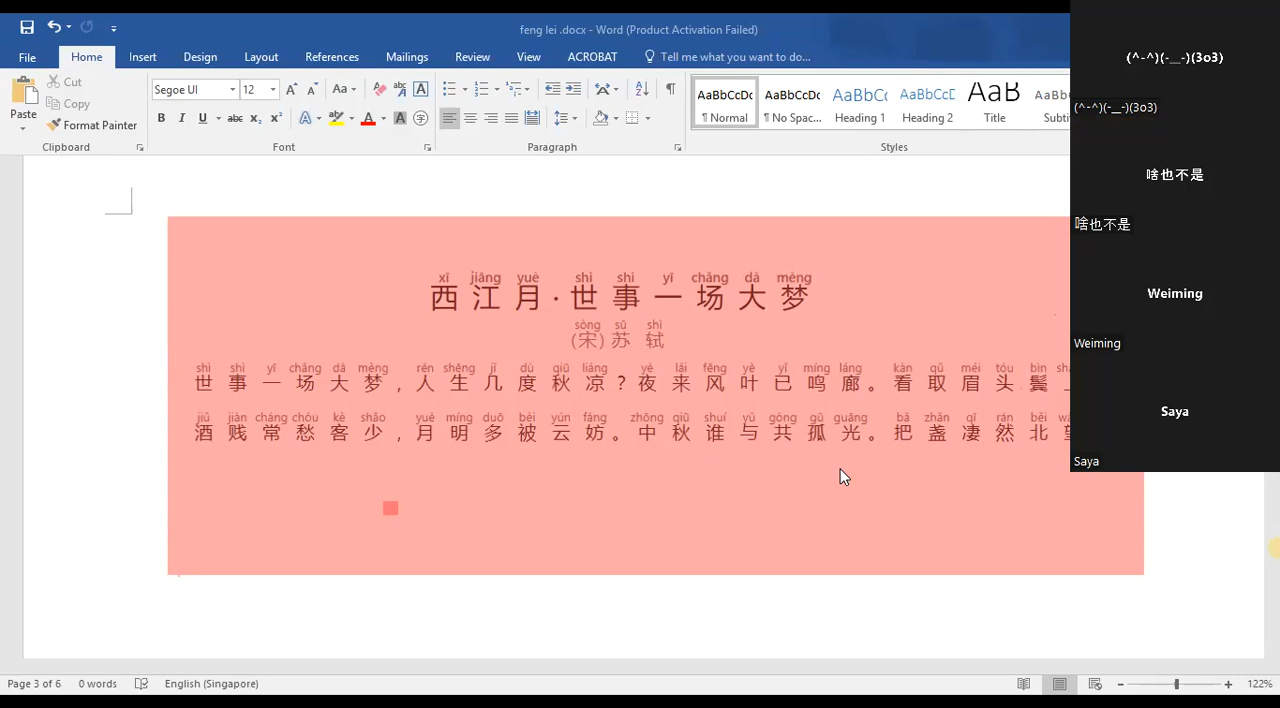 feng lei .docx - Word (Product Activation Failed)
File Home Insert Design Layout References Mailings Review View ACROBAT Tell me what you want to do...
Paste
Cut
Copy
Format Painter
Clipboard
Segoe UI 12
Font
Paragraph
AaBbCcDc AaBbCcDc AaBbCc AaBbCcD AaB AaBb
¶ Normal ¶ No Spac... Heading 1 Heading 2 Title
Styles
xī jiāng yuè shì shì yī chǎng dà mèng
西江月·世事一场大梦
sòng sū shì
(宋)苏轼
shì shì yī chǎng dà mèng rén shēng jǐ dù qiū liáng yè lái fēng yè yǐ míng láng kàn qǔ méi tóu bìn
世事一场大梦,人生几度秋凉?夜来风叶已鸣廊。看取眉头鬓
jiǔ jiàn cháng chóu kè shǎo yuè míng duō bèi yún fáng zhōng qiū shuí yǔ gòng gū guāng bǎ zhǎn qī rán běi
酒贱常愁客少,月明多被云妨。中秋谁与共孤光。把盏凄然北
(^-^)(-__-)(3o3)
(^-^)(-__-)(3o3)
啥也不是
啥也不是
Weiming
Weiming
Saya
Saya
Page 3 of 6 0 words English (Singapore) 122%